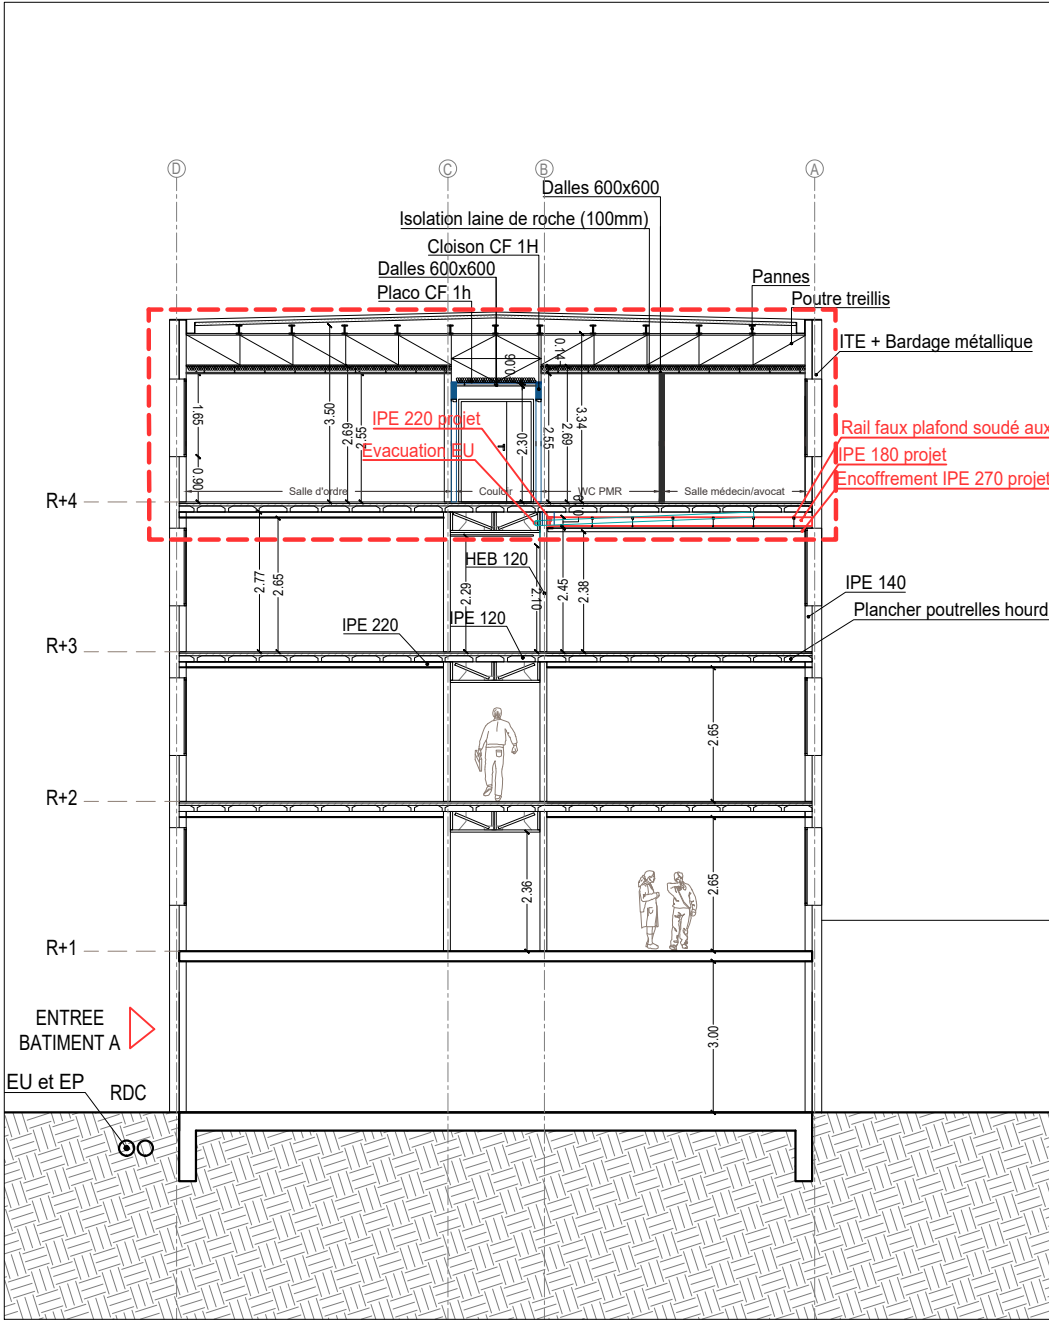 D
C
B
A
Dalles 600x600
Isolation laine de roche (100mm)
Cloison CF 1H
Dalles 600x600
Placo CF 1h
Pannes
Poutre treillis
ITE + Bardage métallique
0.14
0.06
1.65
3.50
2.69
2.55
2.30
2.55
2.69
3.34
0.90
IPE 220 projet
Evacuation EU
Rail faux plafond soudé aux
IPE 180 projet
Encoffrement IPE 270 projet
Salle d'ordre
Couloir
WC PMR
Salle médecin/avocat
R+4
2.77
2.65
2.29
HEB 120
2.10
2.45
2.38
IPE 140
Plancher poutrelles hourd
IPE 220
IPE 120
R+3
2.65
R+2
2.36
2.65
R+1
3.00
ENTREE
BATIMENT A
EU et EP
RDC